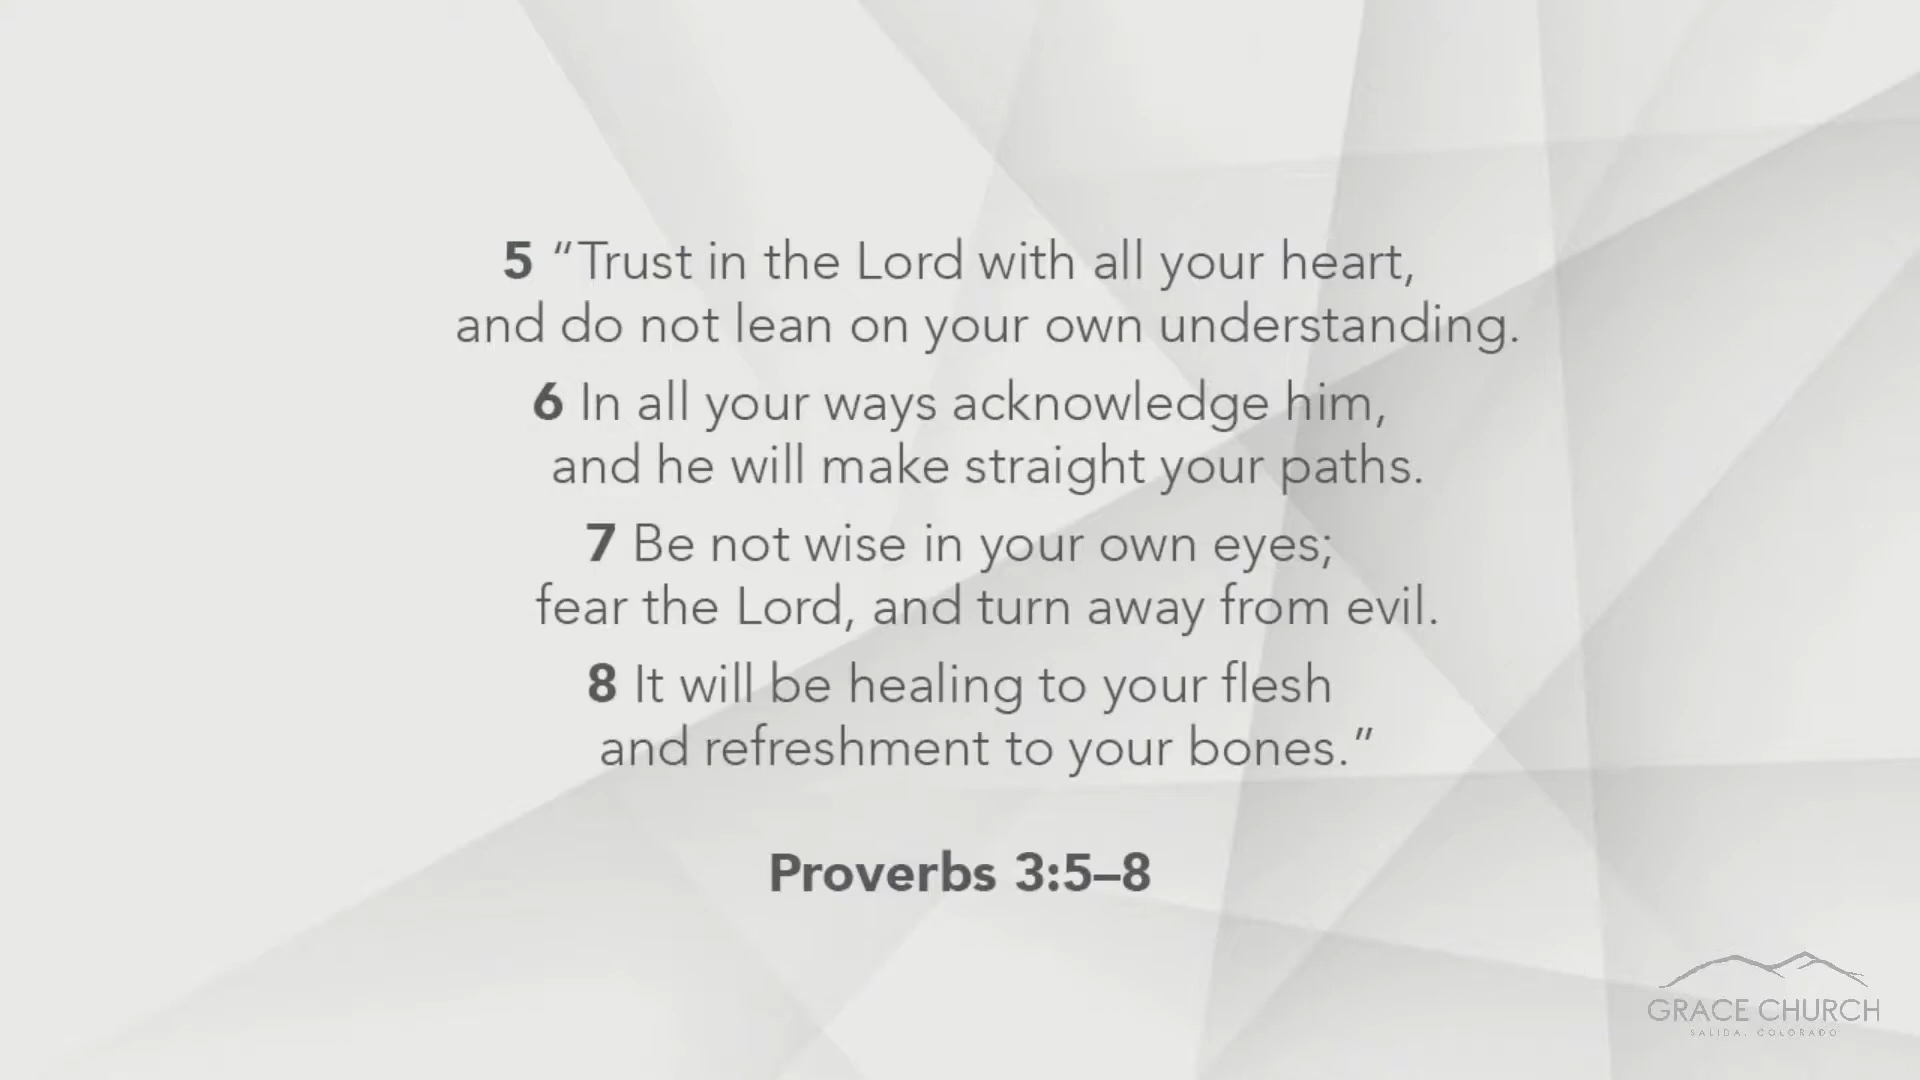 5 “Trust in the Lord with all your heart,
and do not lean on your own understanding.
6 In all your ways acknowledge him,
and he will make straight your paths.
7 Be not wise in your own eyes;
fear the Lord, and turn away from evil.
8 It will be healing to your flesh
and refreshment to your bones.”
Proverbs 3:5–8
GRACE CHURCH
SALIDA, COLORADO